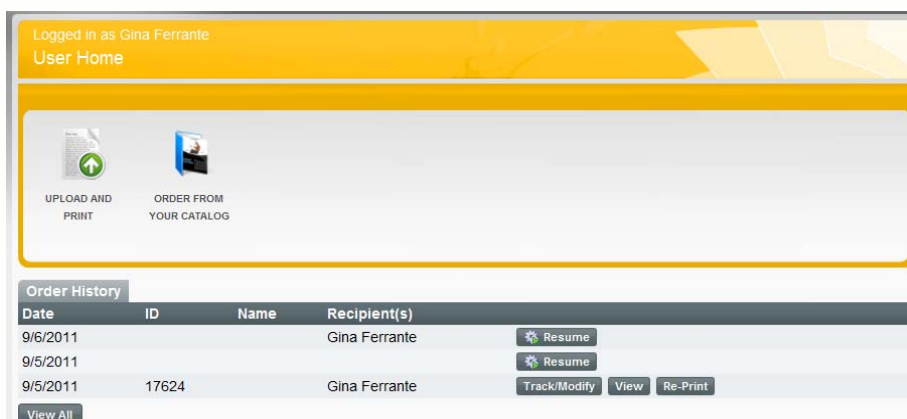 Logged in as Gina Ferrante
User Home
UPLOAD AND PRINT
ORDER FROM YOUR CATALOG
Order History
Date ID Name Recipient(s)
9/6/2011 Gina Ferrante Resume
9/5/2011 Resume
9/5/2011 17624 Gina Ferrante Track/Modify View Re-Print
View All